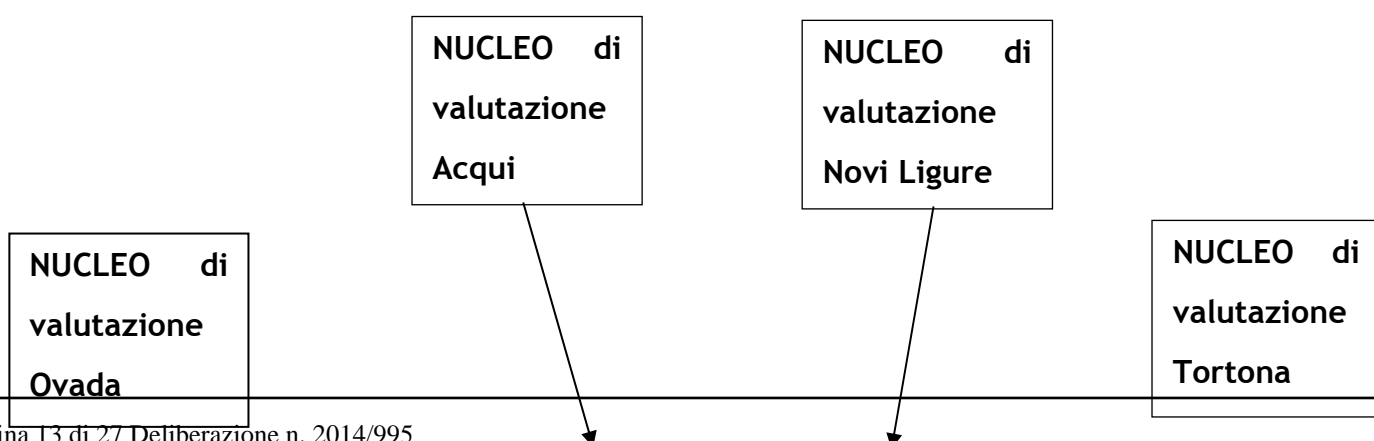 NUCLEO di
valutazione
Acqui
NUCLEO di
valutazione
Novi Ligure
NUCLEO di
valutazione
Ovada
NUCLEO di
valutazione
Tortona
13 di 27 Deliberazione n. 2014/995